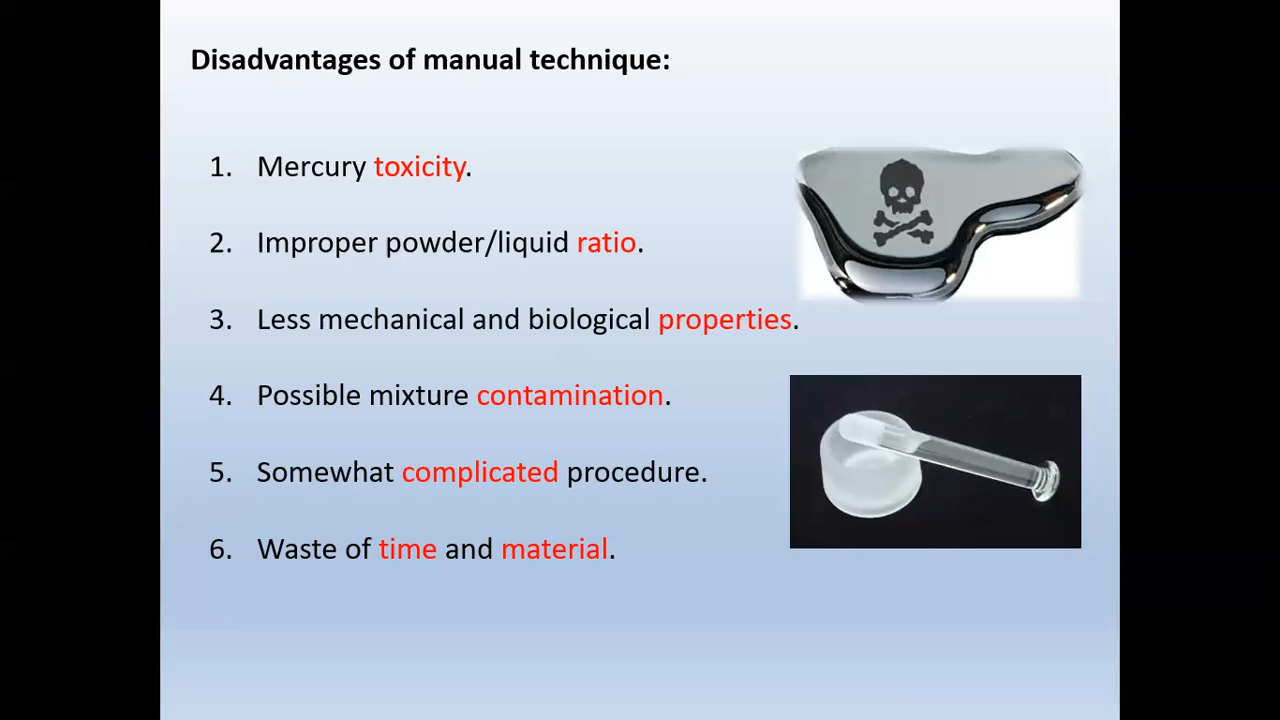 Disadvantages of manual technique:
1. Mercury toxicity.
2. Improper powder/liquid ratio.
3. Less mechanical and biological properties.
4. Possible mixture contamination.
5. Somewhat complicated procedure.
6. Waste of time and material.